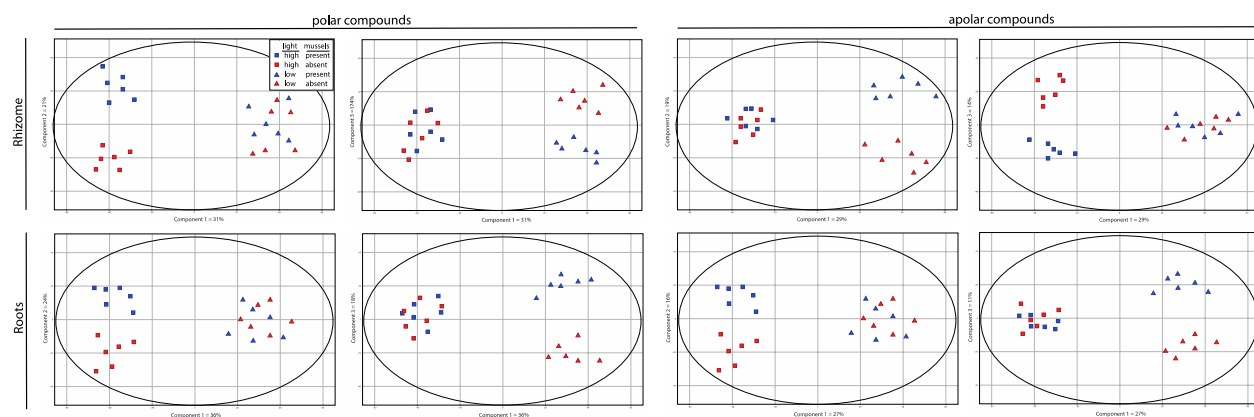 polar compounds
apolar compounds
Rhizome
Roots
light mussels
high present
high absent
low present
low absent
Component 2 = 21%
Component 1 = 31%
Component 3 =174%
Component 1 = 31%
Component 2 = 19%
Component 1 = 29%
Component 3 = 14%
Component 1 = 29%
Component 2 = 24%
Component 1 = 36%
Component 3 = 18%
Component 1 = 36%
Component 2 = 16%
Component 1 = 27%
Component 3 = 11%
Component 1 = 27%